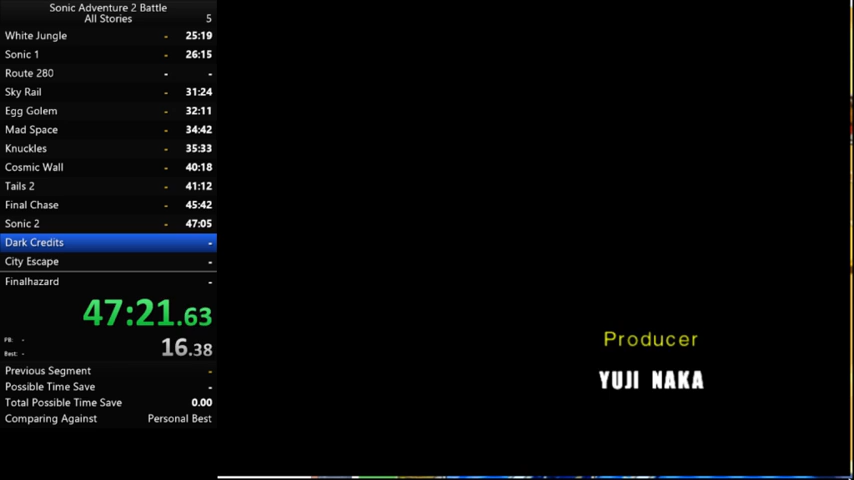 Sonic Adventure 2 Battle
All Stories 5
White Jungle - 25:19
Sonic 1 - 26:15
Route 280 - -
Sky Rail - 31:24
Egg Golem - 32:11
Mad Space - 34:42
Knuckles - 35:33
Cosmic Wall - 40:18
Tails 2 - 41:12
Final Chase - 45:42
Sonic 2 - 47:05
Dark Credits -
City Escape -
Finalhazard -
47:21.63
PB: -
Best: -
16.38
Previous Segment -
Possible Time Save -
Total Possible Time Save 0.00
Comparing Against Personal Best
Producer
YUJI NAKA